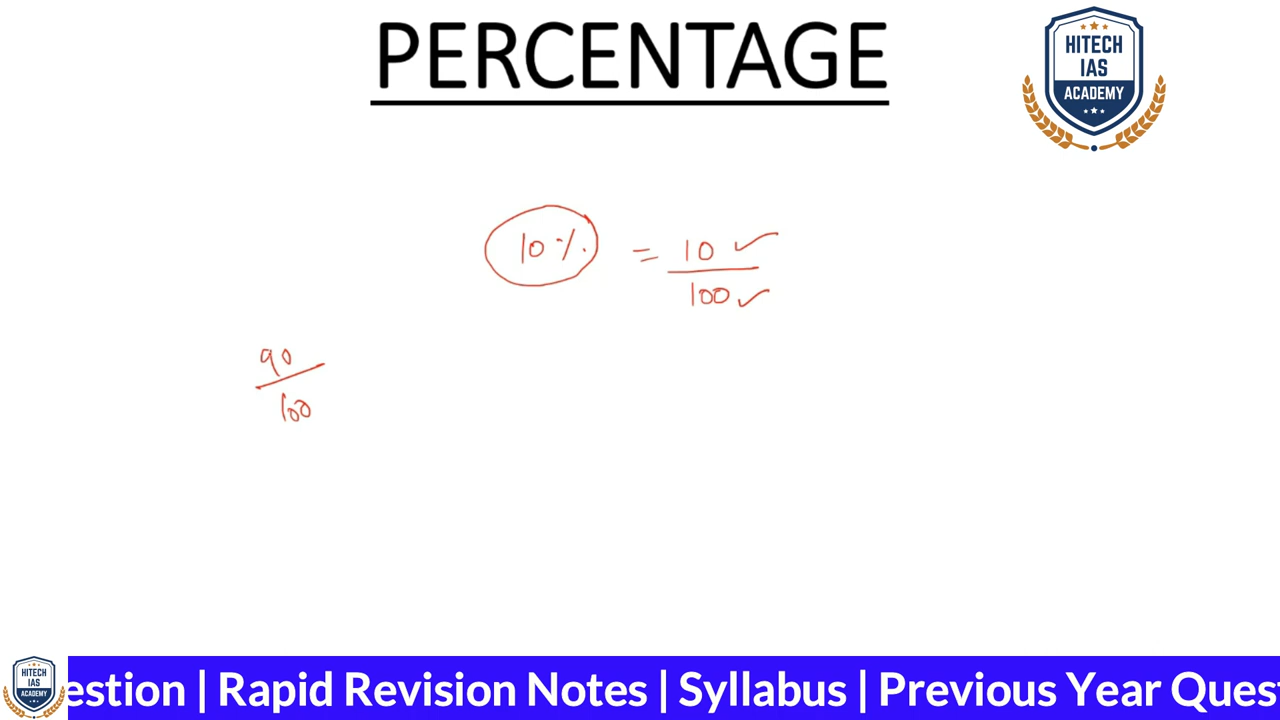 PERCENTAGE
HITECH
IAS
ACADEMY
10%. = 10
100
90
100
HITECH
IAS
ACADEMY
estion | Rapid Revision Notes | Syllabus | Previous Year Quest